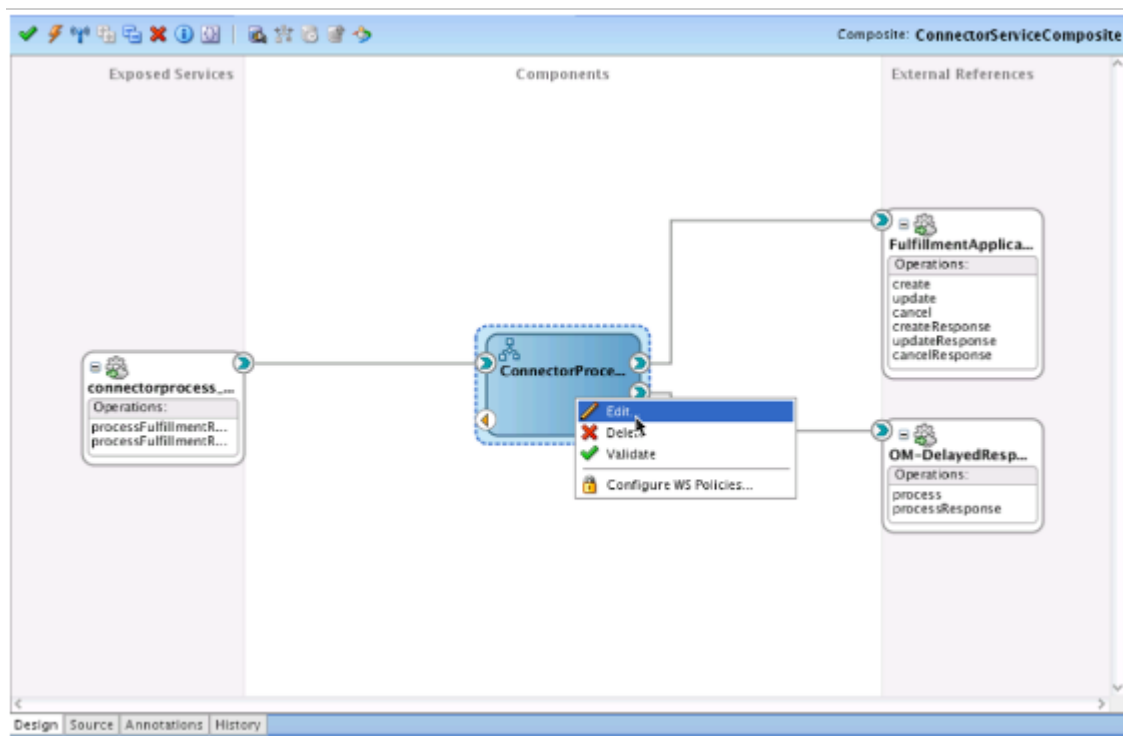 Composite: ConnectorServiceComposite
Exposed Services
Components
External References
FulfillmentApplica...
Operations:
create
update
cancel
createResponse
updateResponse
cancelResponse
ConnectorProce...
connectorprocess_...
Operations:
processFulfillmentR...
processFulfillmentR...
Edit...
Delete
Validate
Configure WS Policies...
OM-DelayedResp...
Operations:
process
processResponse
Design Source Annotations History